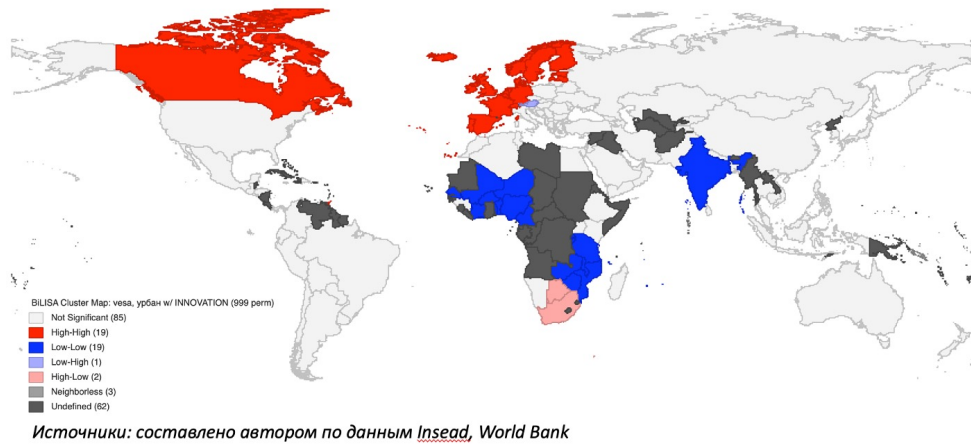 BiLISA Cluster Map: vesa, урбан w/ INNOVATION (999 perm)
Not Significant (85)
High-High (19)
Low-Low (19)
Low-High (1)
High-Low (2)
Neighborless (3)
Undefined (62)
Источники: составлено автором по данным Insead, World Bank